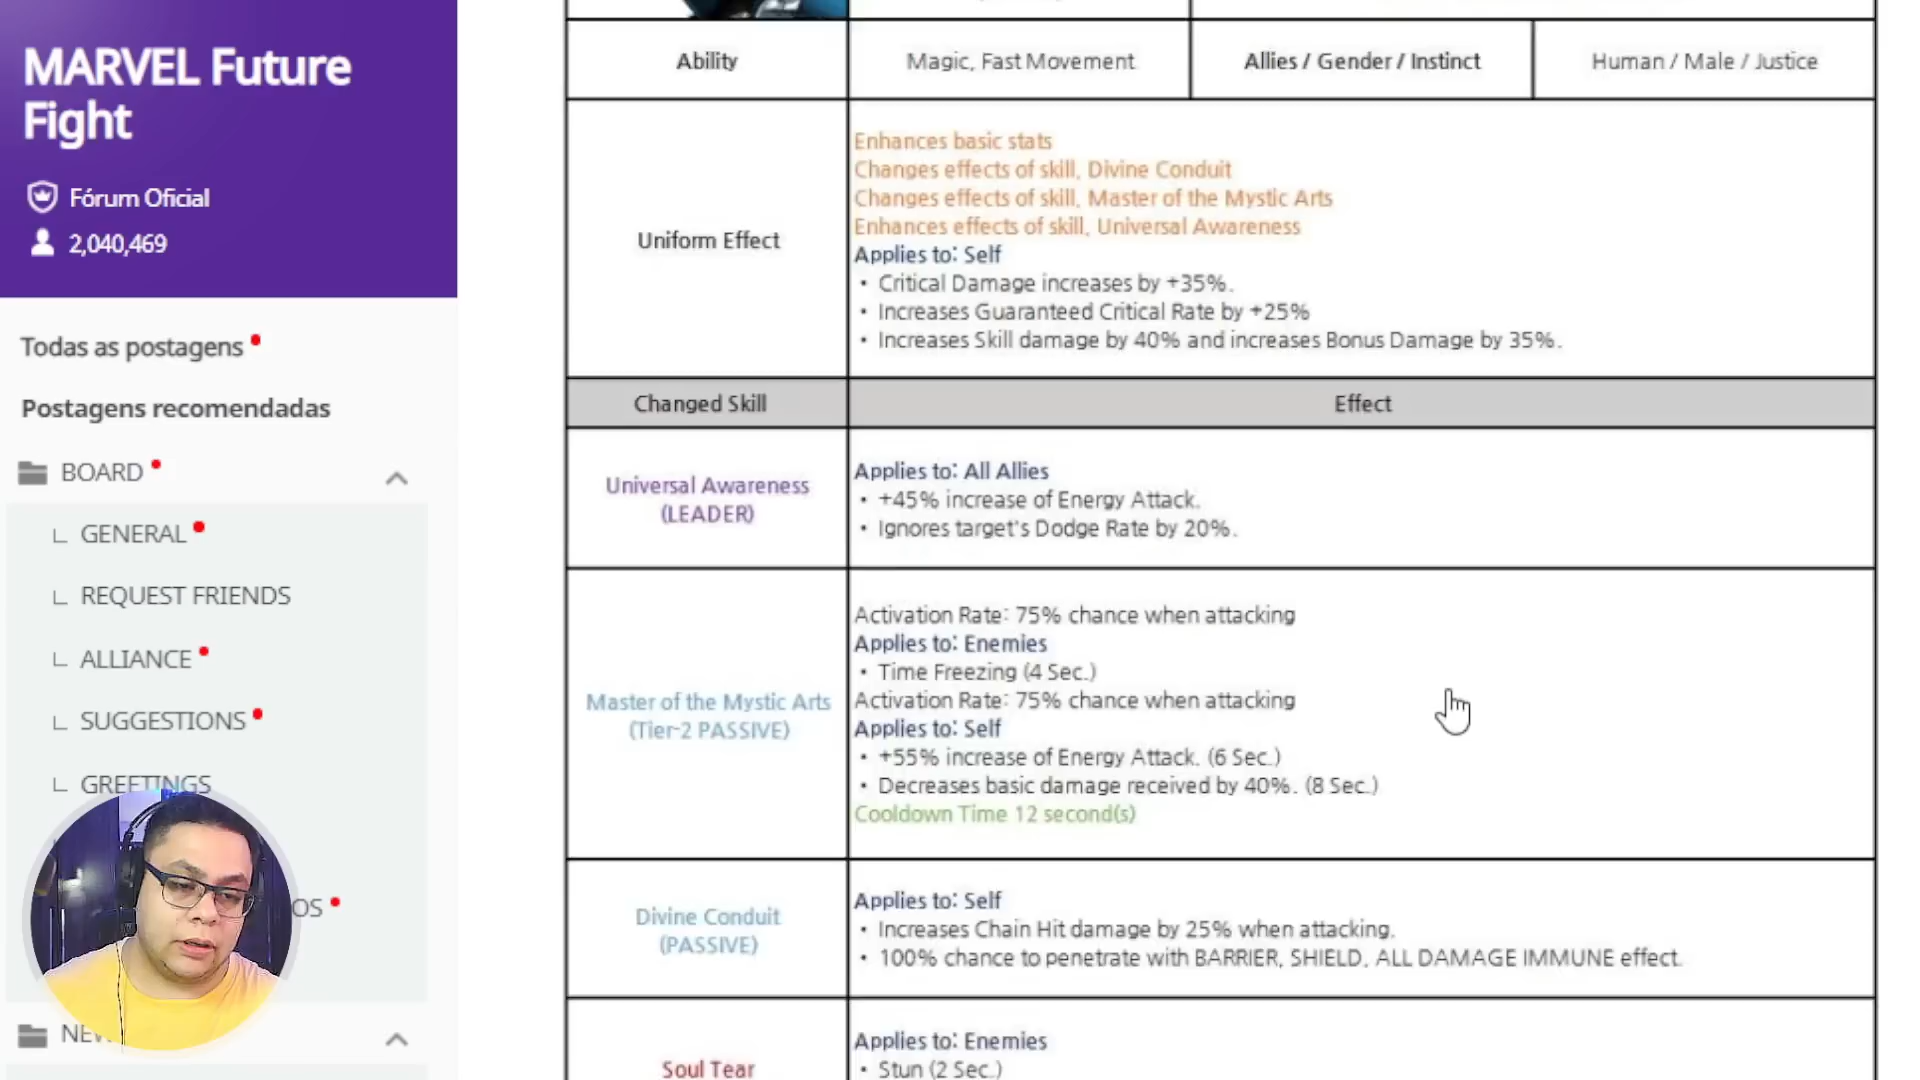 MARVEL Future
Fight
Fórum Oficial
2,040,469
Todas as postagens
Postagens recomendadas
BOARD
GENERAL
REQUEST FRIENDS
ALLIANCE
SUGGESTIONS
GREETINGS
OS
Ability
Magic, Fast Movement
Allies / Gender / Instinct
Human / Male / Justice
Uniform Effect
Enhances basic stats
Changes effects of skill, Divine Conduit
Changes effects of skill, Master of the Mystic Arts
Enhances effects of skill, Universal Awareness
Applies to: Self
• Critical Damage increases by +35%.
• Increases Guaranteed Critical Rate by +25%
• Increases Skill damage by 40% and increases Bonus Damage by 35%.
Changed Skill
Effect
Universal Awareness
(LEADER)
Applies to: All Allies
• +45% increase of Energy Attack.
• Ignores target's Dodge Rate by 20%.
Master of the Mystic Arts
(Tier-2 PASSIVE)
Activation Rate: 75% chance when attacking
Applies to: Enemies
• Time Freezing (4 Sec.)
Activation Rate: 75% chance when attacking
Applies to: Self
• +55% increase of Energy Attack. (6 Sec.)
• Decreases basic damage received by 40%. (8 Sec.)
Cooldown Time 12 second(s)
Divine Conduit
(PASSIVE)
Applies to: Self
• Increases Chain Hit damage by 25% when attacking.
• 100% chance to penetrate with BARRIER, SHIELD, ALL DAMAGE IMMUNE effect.
Soul Tear
Applies to: Enemies
• Stun (2 Sec.)